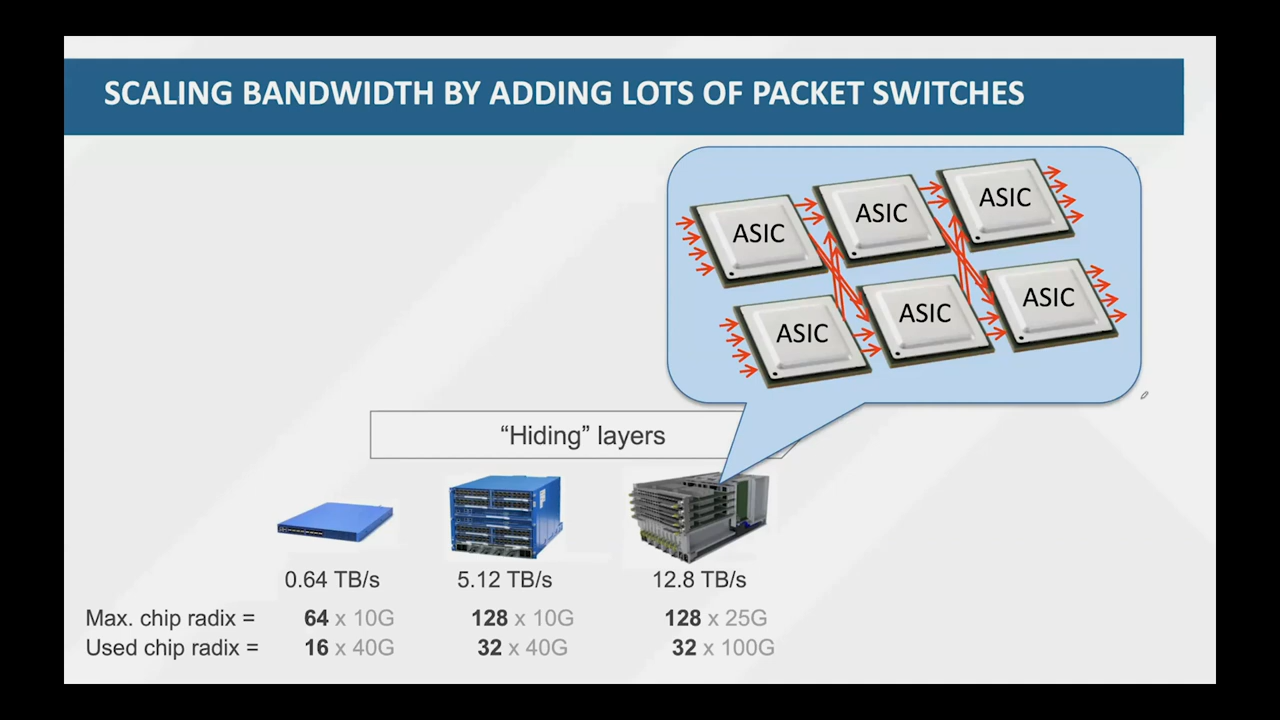 SCALING BANDWIDTH BY ADDING LOTS OF PACKET SWITCHES
ASIC
ASIC
ASIC
ASIC
ASIC
ASIC
“Hiding” layers
0.64 TB/s 5.12 TB/s 12.8 TB/s
Max. chip radix = 64 x 10G 128 x 10G 128 x 25G
Used chip radix = 16 x 40G 32 x 40G 32 x 100G